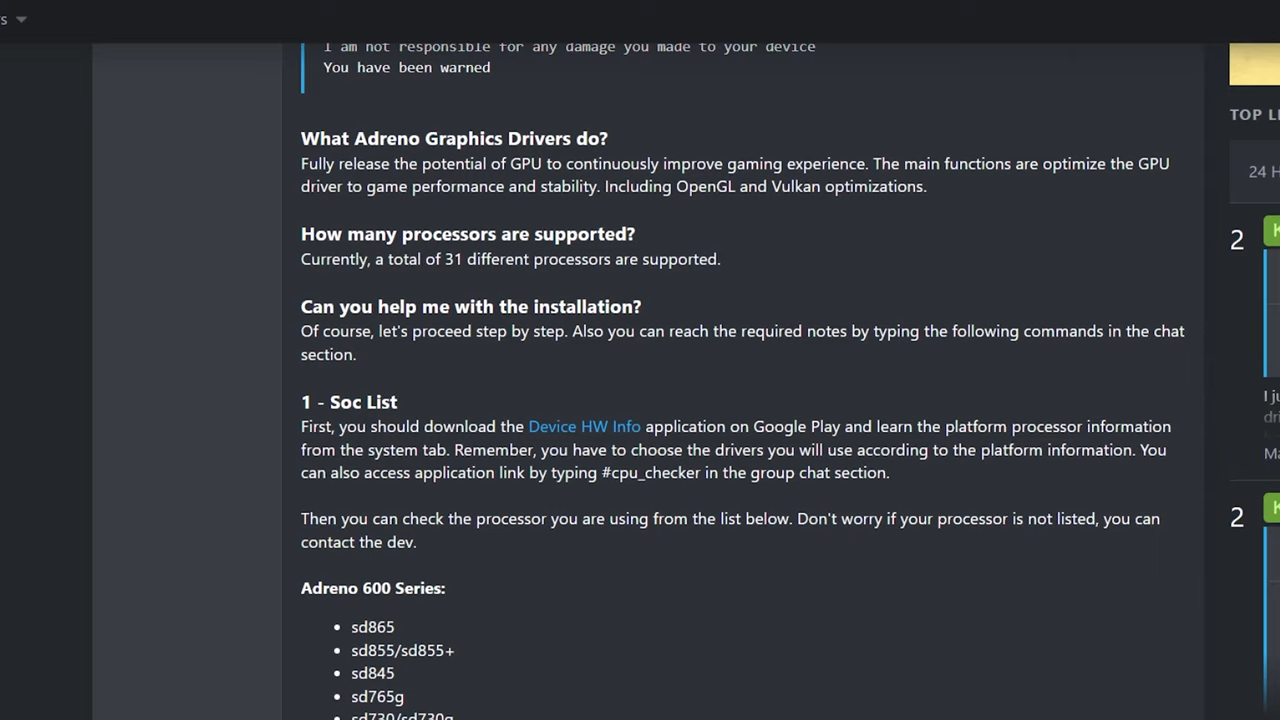 s
I am not responsible for any damage you made to your device
You have been warned
What Adreno Graphics Drivers do?
Fully release the potential of GPU to continuously improve gaming experience. The main functions are optimize the GPU
driver to game performance and stability. Including OpenGL and Vulkan optimizations.
How many processors are supported?
Currently, a total of 31 different processors are supported.
Can you help me with the installation?
Of course, let's proceed step by step. Also you can reach the required notes by typing the following commands in the chat
section.
1 - Soc List
First, you should download the Device HW Info application on Google Play and learn the platform processor information
from the system tab. Remember, you have to choose the drivers you will use according to the platform information. You
can also access application link by typing #cpu_checker in the group chat section.
Then you can check the processor you are using from the list below. Don't worry if your processor is not listed, you can
contact the dev.
Adreno 600 Series:
• sd865
• sd855/sd855+
• sd845
• sd765g
• sd730/sd730g
TOP L
24 H
2
K
I j
dri
Ma
2
K